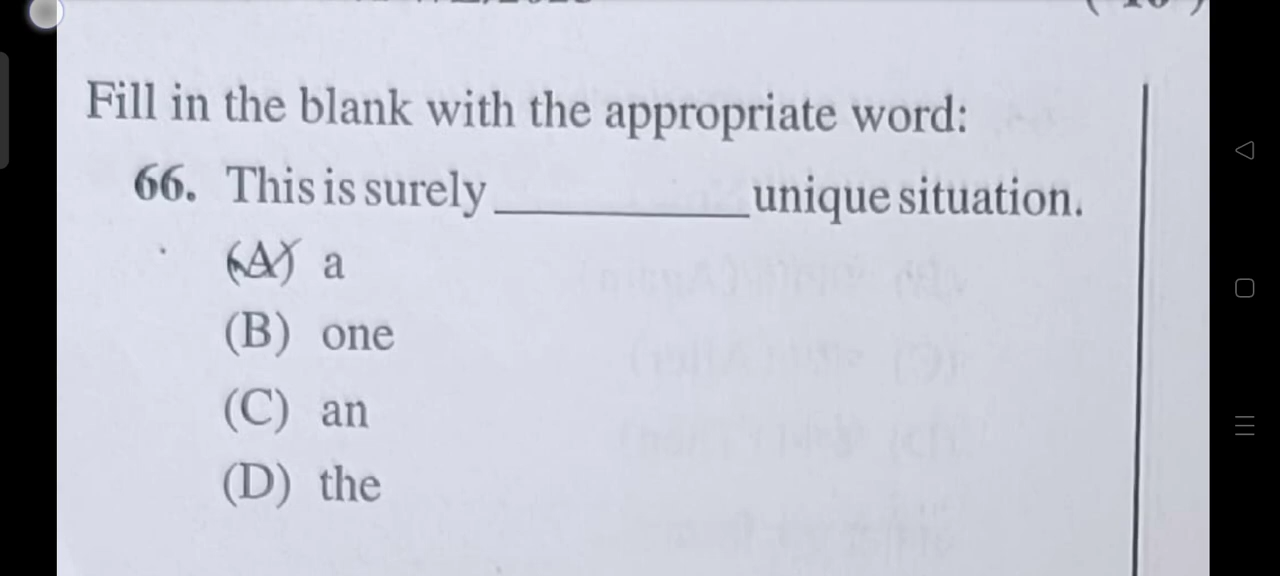 Fill in the blank with the appropriate word:
66. This is surely __________ unique situation.
(A) a
(B) one
(C) an
(D) the